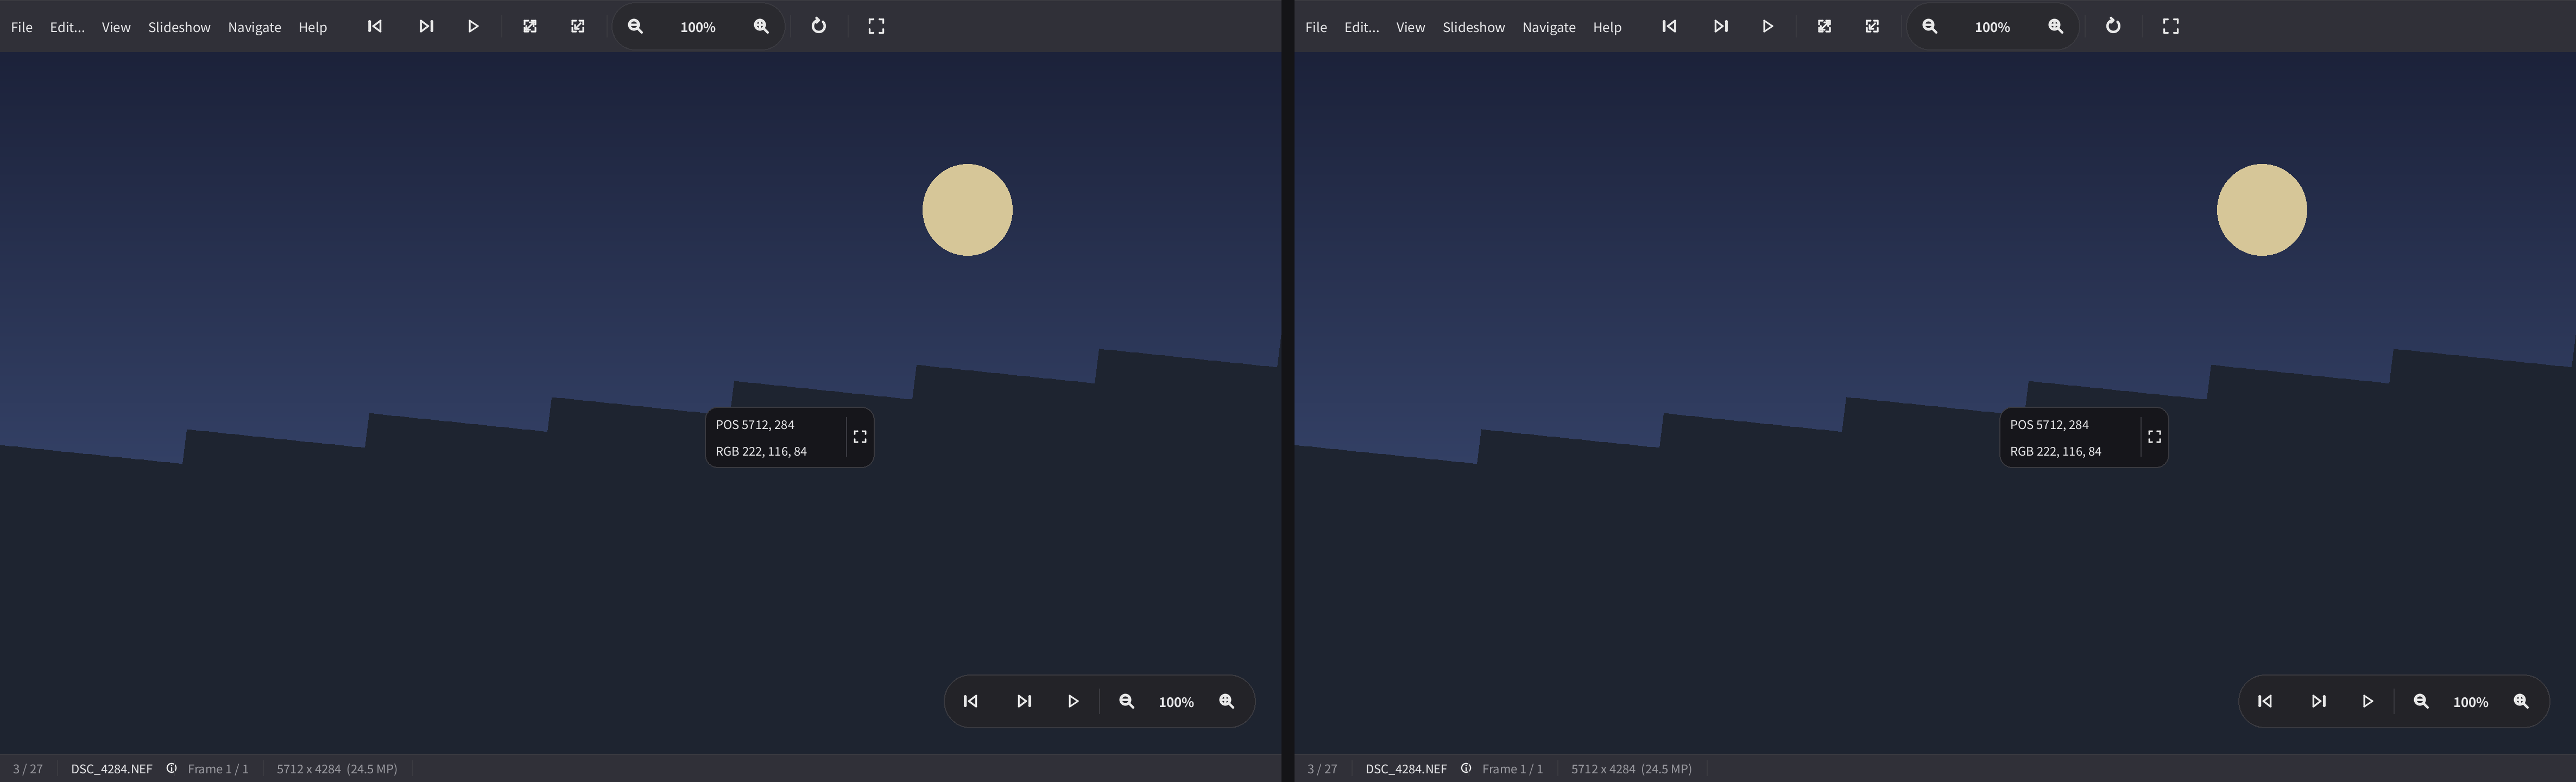 File Edit... View Slideshow Navigate Help 100%
POS 5712, 284
RGB 222, 116, 84
100%
3 / 27 DSC_4284.NEF Frame 1 / 1 5712 x 4284 (24.5 MP)
File Edit... View Slideshow Navigate Help 100%
POS 5712, 284
RGB 222, 116, 84
100%
3 / 27 DSC_4284.NEF Frame 1 / 1 5712 x 4284 (24.5 MP)